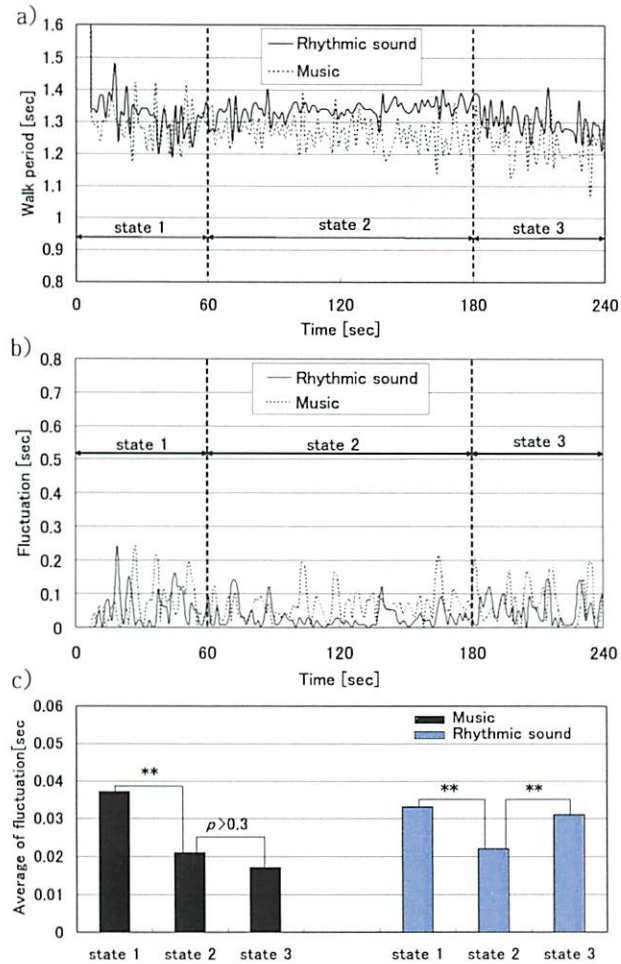 a)
1.6
1.5
1.4
1.3
1.2
1.1
1
0.9
0.8
Walk period [sec]
Rhythmic sound
Music
state 1
state 2
state 3
0
60
120
180
240
Time [sec]
b)
0.8
0.7
0.6
0.5
0.4
0.3
0.2
0.1
0
Fluctuation [sec]
Rhythmic sound
Music
state 1
state 2
state 3
0
60
120
180
240
Time [sec]
c)
0.06
0.05
0.04
0.03
0.02
0.01
0
Average of fluctuation[sec
Music
Rhythmic sound
**
p>0.3
**
**
state 1
state 2
state 3
state 1
state 2
state 3